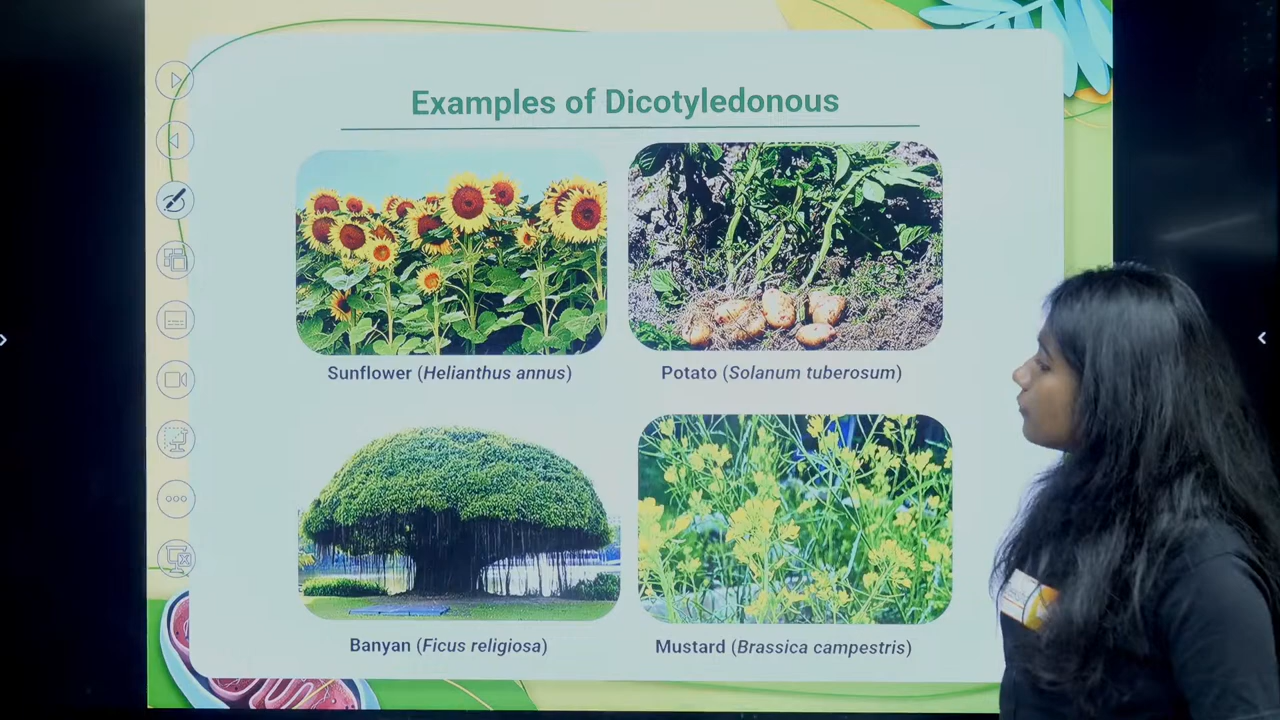 Examples of Dicotyledonous
Sunflower (Helianthus annus)
Potato (Solanum tuberosum)
Banyan (Ficus religiosa)
Mustard (Brassica campestris)